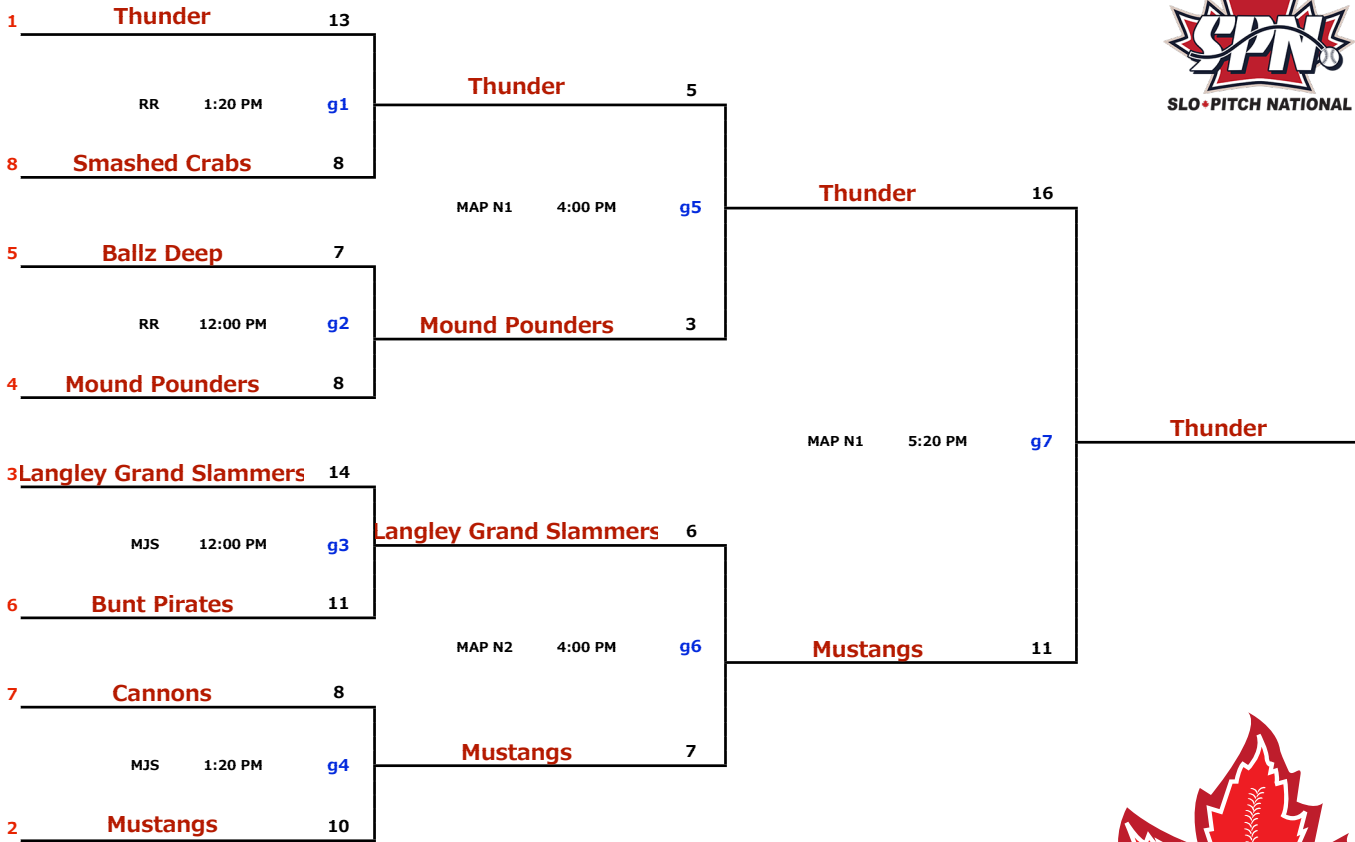 1 Thunder 13
SPN
SLO PITCH NATIONAL
Thunder 5
RR 1:20 PM g1
8 Smashed Crabs 8
Thunder 16
MAP N1 4:00 PM g5
5 Ballz Deep 7
RR 12:00 PM g2
Mound Pounders 3
4 Mound Pounders 8
Thunder
MAP N1 5:20 PM g7
3 Langley Grand Slammers 14
Langley Grand Slammers 6
MJS 12:00 PM g3
6 Bunt Pirates 11
MAP N2 4:00 PM g6
Mustangs 11
7 Cannons 8
Mustangs 7
MJS 1:20 PM g4
2 Mustangs 10